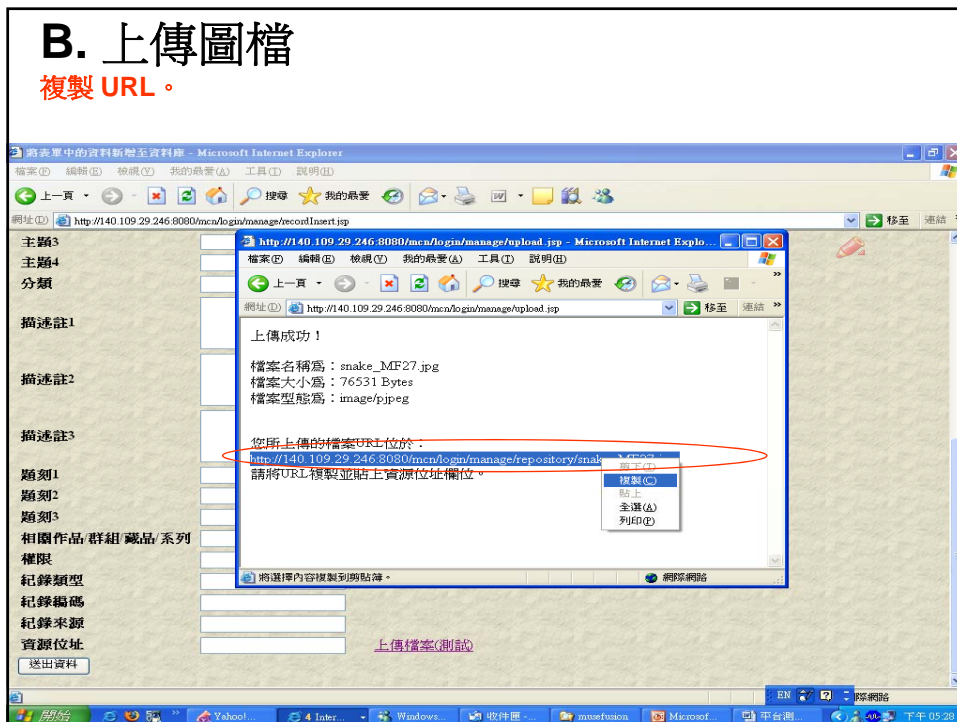 B. 上傳圖檔
複製 URL。
將表單中的資料新增至資料庫 - Microsoft Internet Explorer
檔案(F) 編輯(E) 檢視(V) 我的最愛(A) 工具(T) 說明(H)
上一頁 搜尋 我的最愛
網址(D) http://140.109.29.246:8080/mcn/login/manage/recordInsert.jsp 移至 連結
主題3
主題4
分類
描述註1
描述註2
描述註3
題刻1
題刻2
題刻3
相關作品/群組/藏品/系列
權限
紀錄類型
紀錄編碼
紀錄來源
資源位址 上傳檔案(測試)
送出資料
http://140.109.29.246:8080/mcn/login/manage/upload.jsp - Microsoft Internet Explo...
檔案(F) 編輯(E) 檢視(V) 我的最愛(A) 工具(T) 說明(H)
上一頁 搜尋 我的最愛
網址(D) http://140.109.29.246:8080/mcn/login/manage/upload.jsp 移至 連結
上傳成功！
檔案名稱為：snake_MF27.jpg
檔案大小為：76531 Bytes
檔案型態為：image/pjpeg
您所上傳的檔案URL位於：
http://140.109.29.246:8080/mcn/login/manage/repository/snake_MF27.jpg
請將URL複製並貼上資源位址欄位。
剪下(T)
複製(C)
貼上
全選(A)
列印(P)
將選擇內容複製到剪貼簿。 網際網路
EN 際網路
開始 Yahoo!... 4 Inter... Windows... 收件匣 -... musefusion Microsof... 平台測... 下午 05:28